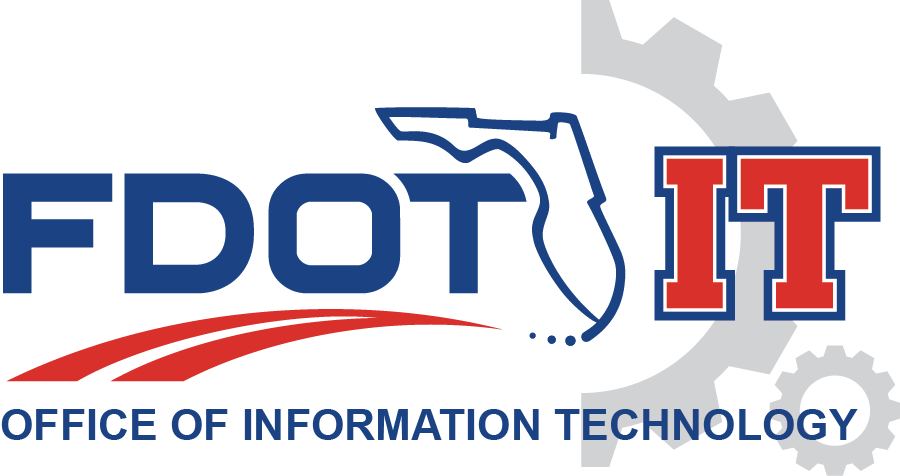 FDOT IT
OFFICE OF INFORMATION TECHNOLOGY